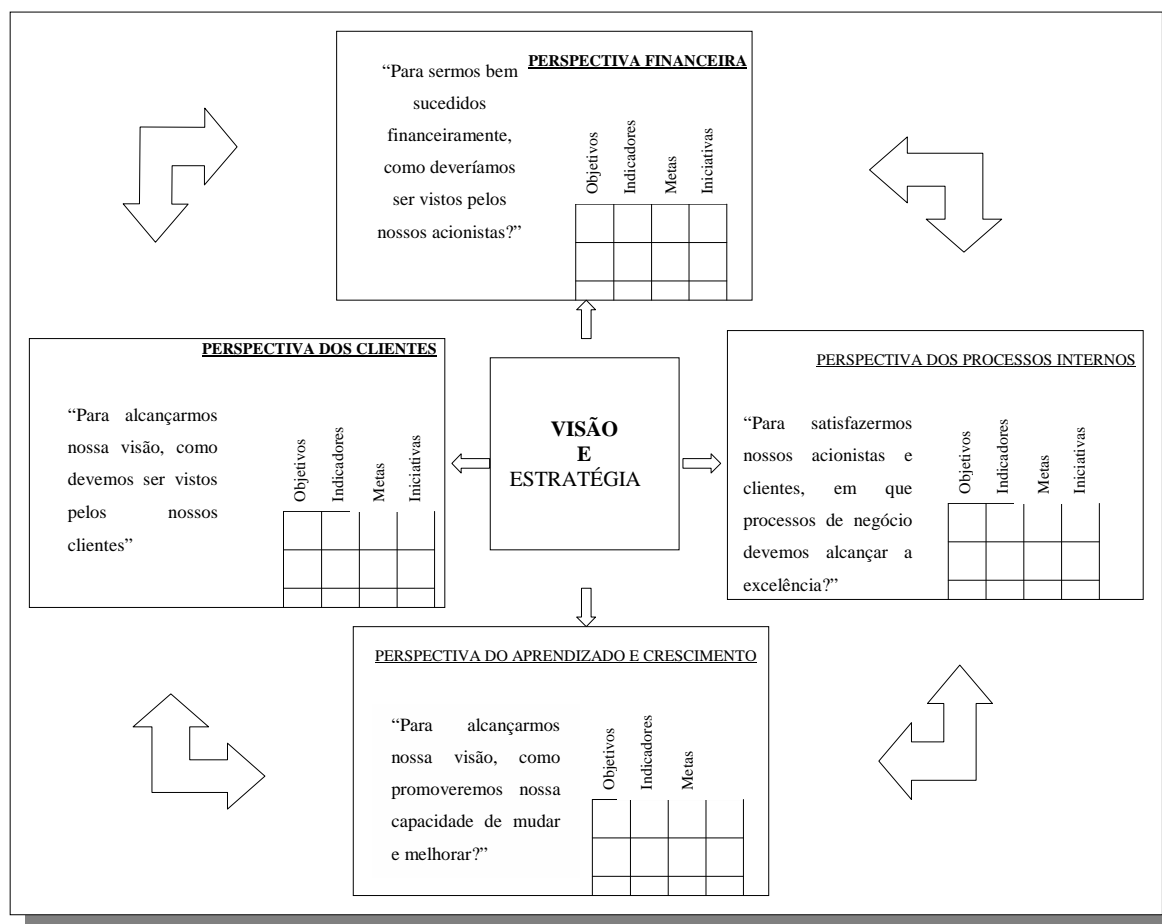 PERSPECTIVA FINANCEIRA
“Para sermos bem
sucedidos
financeiramente,
como deveríamos
ser vistos pelos
nossos acionistas?”
Objetivos
Indicadores
Metas
Iniciativas
PERSPECTIVA DOS CLIENTES
“Para alcançarmos
nossa visão, como
devemos ser vistos
pelos nossos
clientes”
Objetivos
Indicadores
Metas
Iniciativas
VISÃO
E
ESTRATÉGIA
PERSPECTIVA DOS PROCESSOS INTERNOS
“Para satisfazermos
nossos acionistas e
clientes, em que
processos de negócio
devemos alcançar a
excelência?”
Objetivos
Indicadores
Metas
Iniciativas
PERSPECTIVA DO APRENDIZADO E CRESCIMENTO
“Para alcançarmos
nossa visão, como
promoveremos nossa
capacidade de mudar
e melhorar?”
Objetivos
Indicadores
Metas